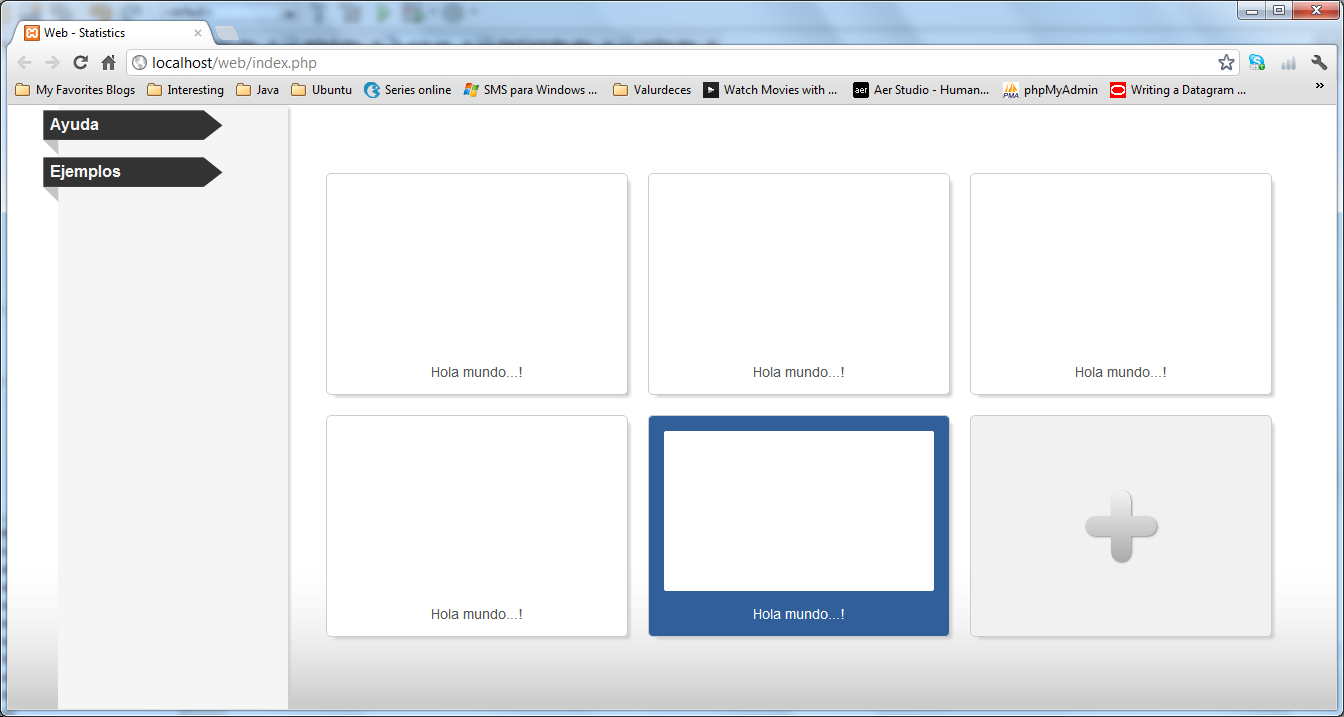 Web - Statistics
localhost/web/index.php
My Favorites Blogs Interesting Java Ubuntu Series online SMS para Windows ... Valurdeces Watch Movies with ... aer Aer Studio - Human... PMA phpMyAdmin Writing a Datagram ... »
Ayuda
Ejemplos
Hola mundo...! Hola mundo...! Hola mundo...!
Hola mundo...! Hola mundo...!